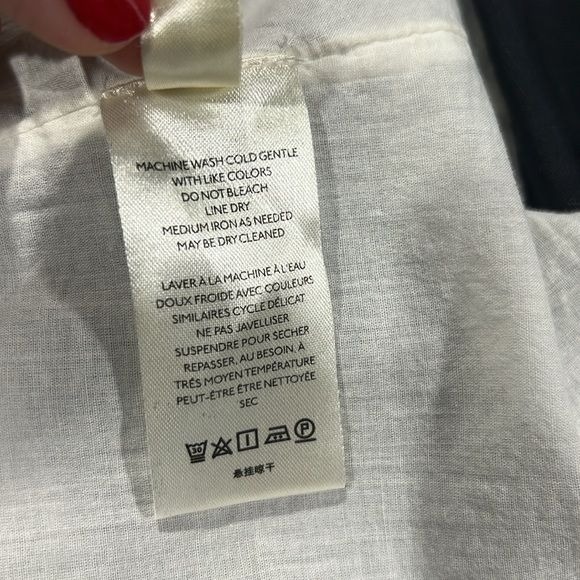 MACHINE WASH COLD GENTLE
WITH LIKE COLORS
DO NOT BLEACH
LINE DRY
MEDIUM IRON AS NEEDED
MAY BE DRY CLEANED
LAVER À LA MACHINE À L'EAU
DOUX FROIDE AVEC COULEURS
SIMILAIRES CYCLE DÉLICAT
NE PAS JAVELLISER
SUSPENDRE POUR SECHER
REPASSER, AU BESOIN. À
TRÉS MOYEN TEMPÉRATURE
PEUT-ÉTRE ÉTRE NETTOYÉE
SEC
30 P
悬挂晾干